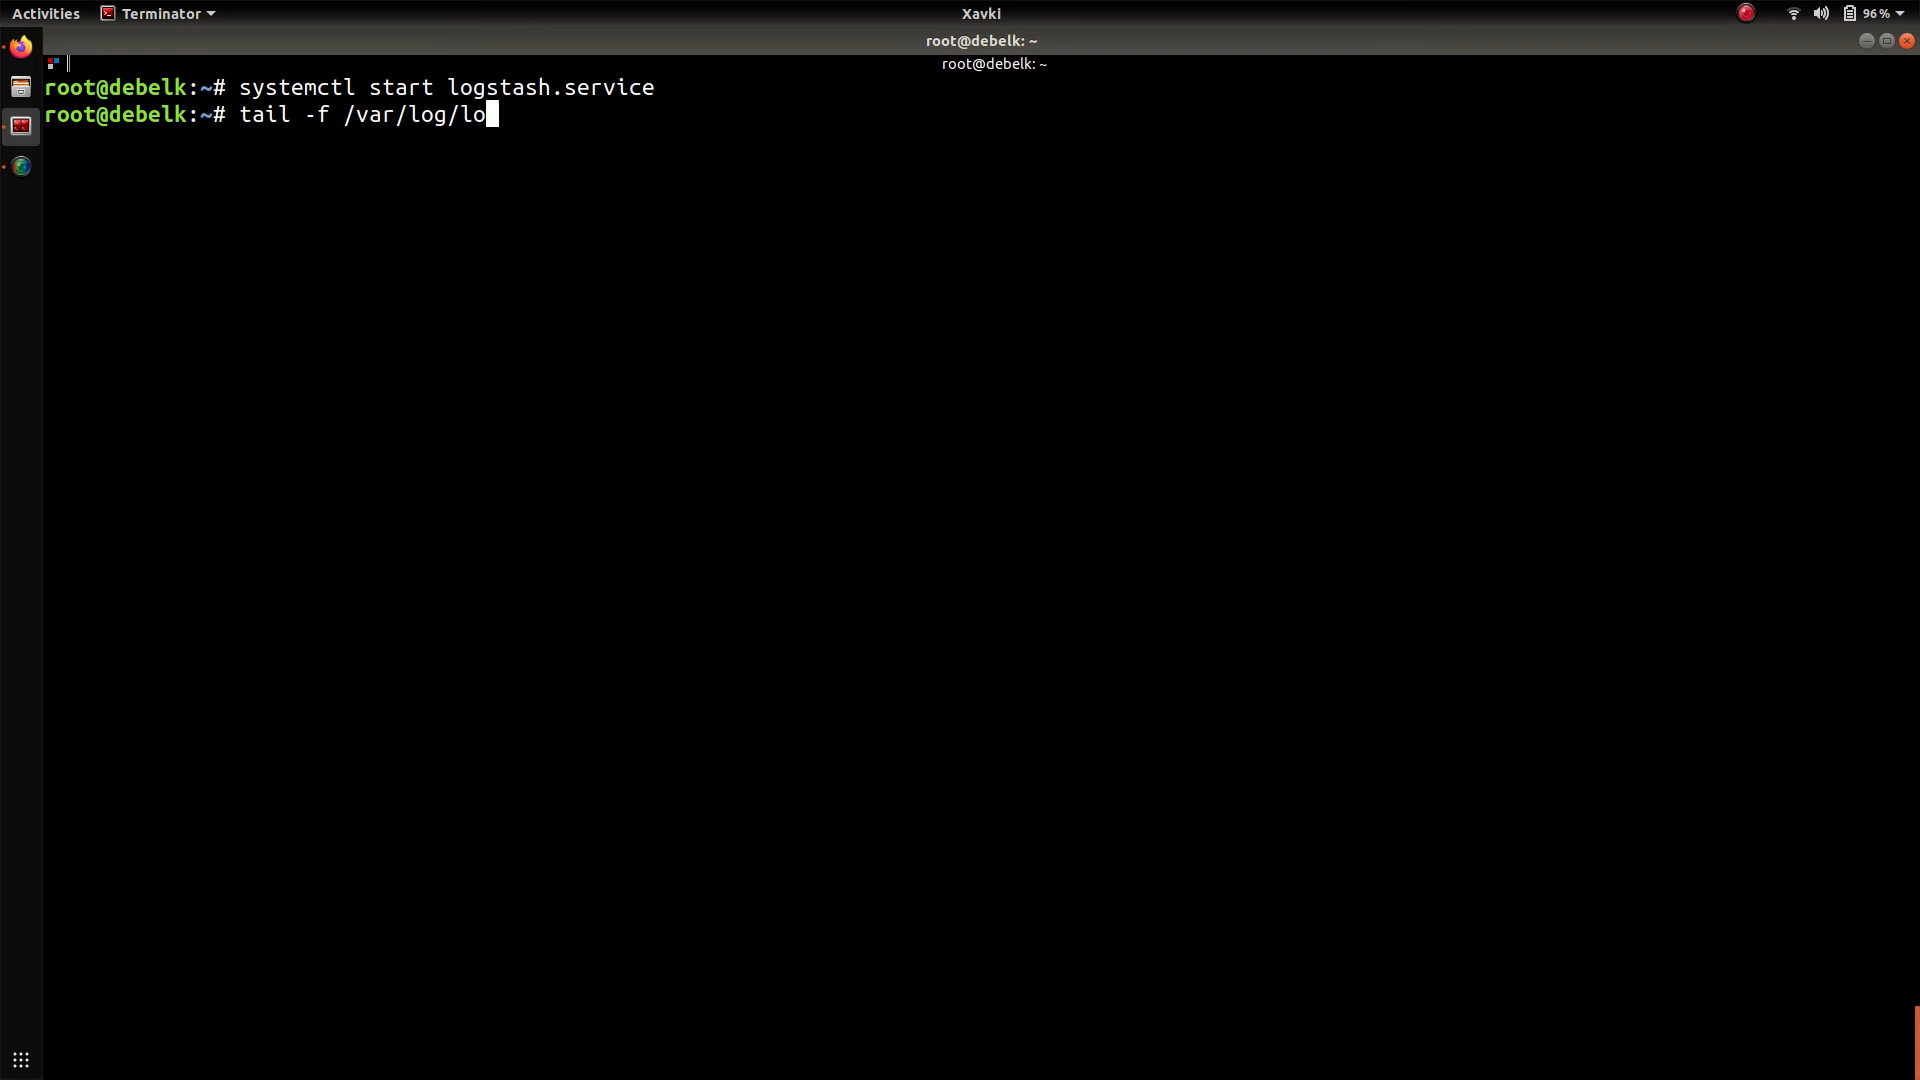 Activities Terminator Xavki 96%
root@debelk: ~
root@debelk: ~
root@debelk:~# systemctl start logstash.service
root@debelk:~# tail -f /var/log/lo